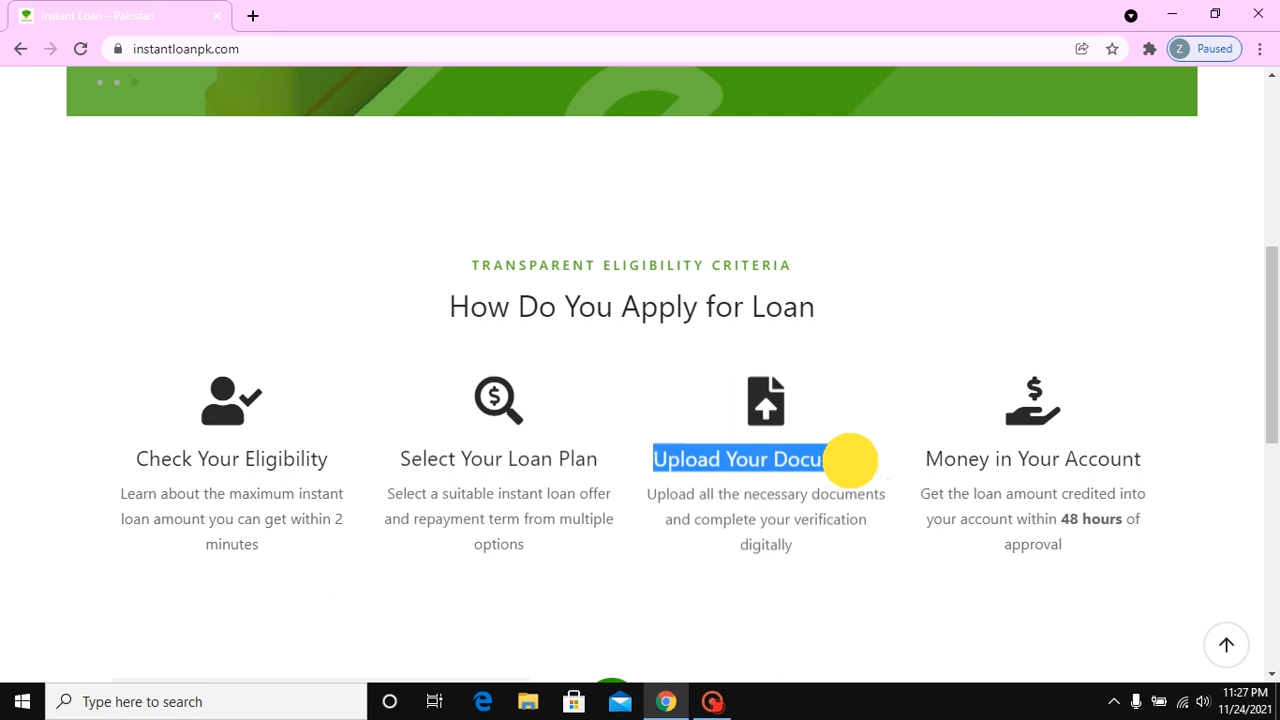 Instant Loan – Pakistan
instantloanpk.com
Z
Paused
TRANSPARENT ELIGIBILITY CRITERIA
How Do You Apply for Loan
Check Your Eligibility
Learn about the maximum instant
loan amount you can get within 2
minutes
Select Your Loan Plan
Select a suitable instant loan offer
and repayment term from multiple
options
Upload Your Docu
Upload all the necessary documents
and complete your verification
digitally
Money in Your Account
Get the loan amount credited into
your account within 48 hours of
approval
Type here to search
11:27 PM
11/24/2021